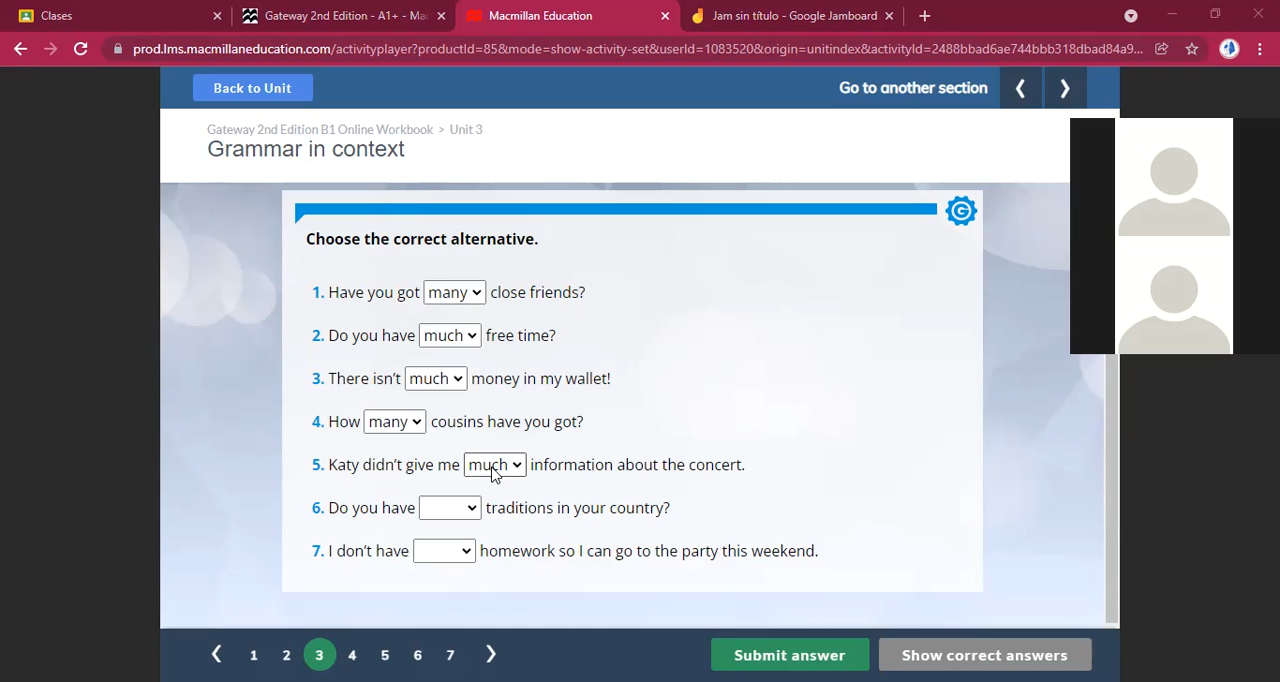 Clases
Gateway 2nd Edition - A1+ - Ma
Macmillan Education
Jam sin título - Google Jamboard
prod.lms.macmillaneducation.com/activityplayer?productId=85&mode=show-activity-set&userId=1083520&origin=unitindex&activityId=2488bbad6ae744bbb318dbad84a9...
Back to Unit
Go to another section
Gateway 2nd Edition B1 Online Workbook > Unit 3
Grammar in context
Choose the correct alternative.
1. Have you got many close friends?
2. Do you have much free time?
3. There isn't much money in my wallet!
4. How many cousins have you got?
5. Katy didn't give me much information about the concert.
6. Do you have traditions in your country?
7. I don't have homework so I can go to the party this weekend.
1 2 3 4 5 6 7
Submit answer
Show correct answers